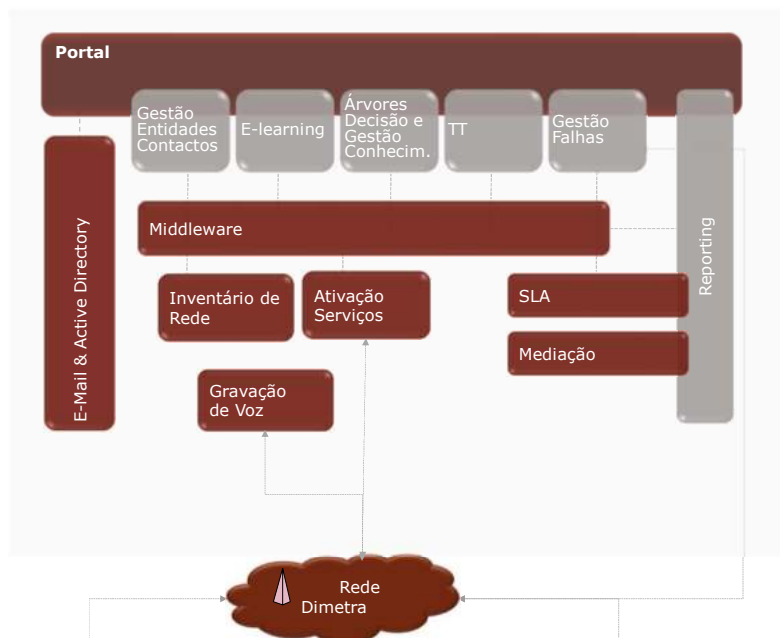 Portal
Gestão
Entidades
Contactos
E-learning
Árvores
Decisão e
Gestão
Conhecim.
TT
Gestão
Falhas
Middleware
Inventário de
Rede
Ativação
Serviços
SLA
Mediação
Gravação
de Voz
E-Mail & Active Directory
Reporting
Rede
Dimetra